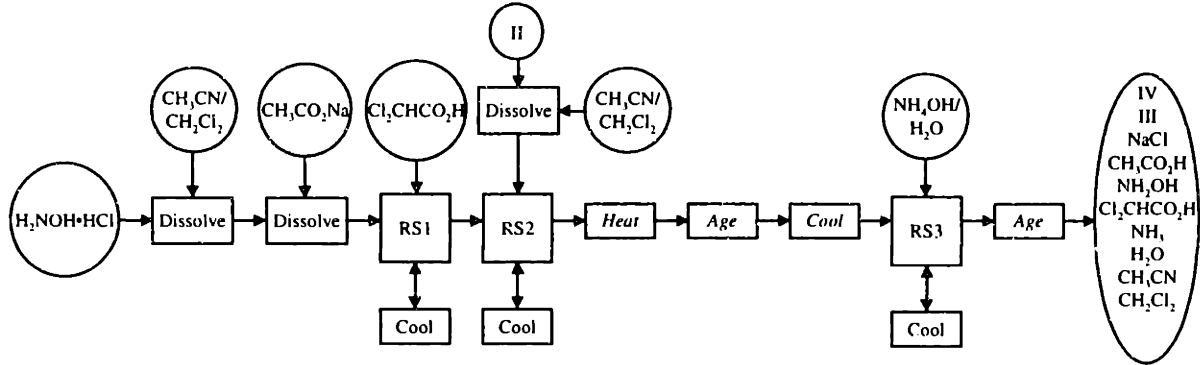 II
CH₃CN/
CH₂Cl₂
CH₃CO₂Na
Cl₂CHCO₂H
Dissolve
CH₃CN/
CH₂Cl₂
NH₄OH/
H₂O
H₂NOH•HCl
Dissolve
Dissolve
RS1
RS2
Heat
Age
Cool
RS3
Age
Cool
Cool
Cool
IV
III
NaCl
CH₃CO₂H
NH₂OH
Cl₂CHCO₂H
NH₃
H₂O
CH₃CN
CH₂Cl₂